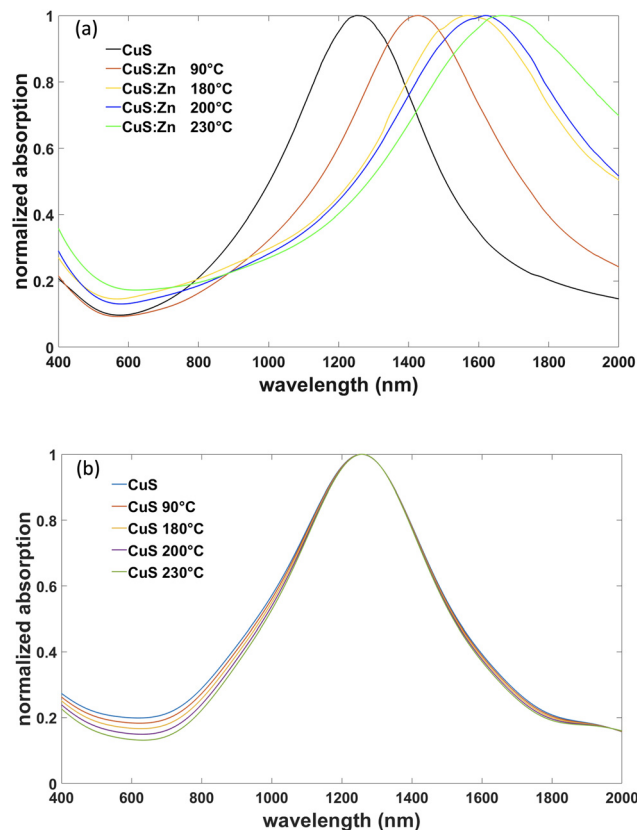 (a)
CuS
CuS:Zn 90°C
CuS:Zn 180°C
CuS:Zn 200°C
CuS:Zn 230°C
normalized absorption
1
0.8
0.6
0.4
0.2
0
400 600 800 1000 1200 1400 1600 1800 2000
wavelength (nm)
(b)
CuS
CuS 90°C
CuS 180°C
CuS 200°C
CuS 230°C
normalized absorption
1
0.8
0.6
0.4
0.2
0
400 600 800 1000 1200 1400 1600 1800 2000
wavelength (nm)